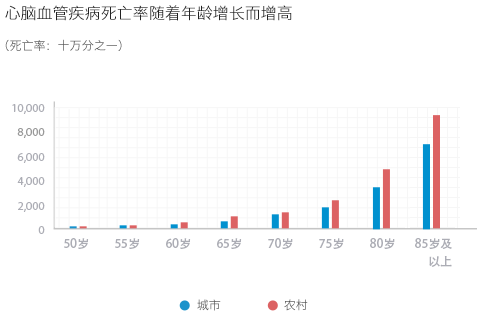 心脑血管疾病死亡率随着年龄增长而增高
（死亡率：十万分之一）
10,000
8,000
6,000
4,000
2,000
0
50岁 55岁 60岁 65岁 70岁 75岁 80岁 85岁及
以上
城市 农村